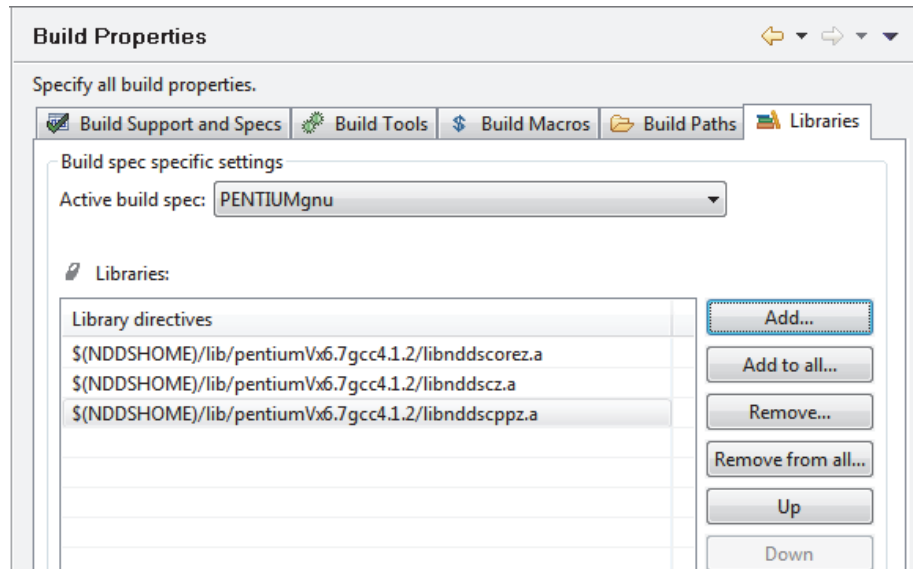 Build Properties
Specify all build properties.
Build Support and Specs Build Tools $ Build Macros Build Paths Libraries
Build spec specific settings
Active build spec: PENTIUMgnu
Libraries:
Library directives
$(NDDSHOME)/lib/pentiumVx6.7gcc4.1.2/libnddscorez.a
$(NDDSHOME)/lib/pentiumVx6.7gcc4.1.2/libnddscz.a
$(NDDSHOME)/lib/pentiumVx6.7gcc4.1.2/libnddscppz.a
Add...
Add to all...
Remove...
Remove from all...
Up
Down